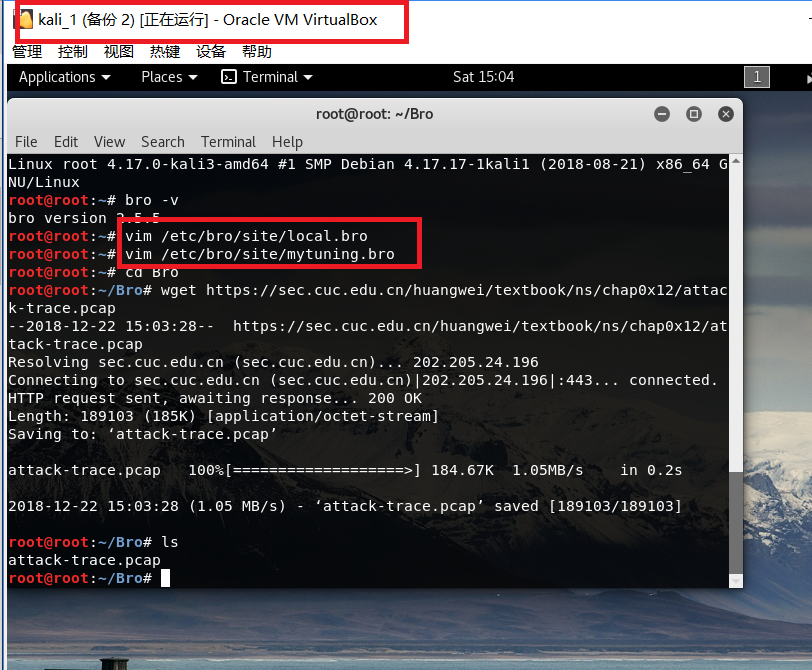 kali_1 (备份 2) [正在运行] - Oracle VM VirtualBox
管理 控制 视图 热键 设备 帮助
Applications Places Terminal Sat 15:04 1
root@root: ~/Bro
File Edit View Search Terminal Help
Linux root 4.17.0-kali3-amd64 #1 SMP Debian 4.17.17-1kali1 (2018-08-21) x86_64 G
NU/Linux
root@root:~# bro -v
bro version 2.5.5
root@root:~# vim /etc/bro/site/local.bro
root@root:~# vim /etc/bro/site/mytuning.bro
root@root:~# cd Bro
root@root:~/Bro# wget https://sec.cuc.edu.cn/huangwei/textbook/ns/chap0x12/attac
k-trace.pcap
--2018-12-22 15:03:28--  https://sec.cuc.edu.cn/huangwei/textbook/ns/chap0x12/at
tack-trace.pcap
Resolving sec.cuc.edu.cn (sec.cuc.edu.cn)... 202.205.24.196
Connecting to sec.cuc.edu.cn (sec.cuc.edu.cn)|202.205.24.196|:443... connected.
HTTP request sent, awaiting response... 200 OK
Length: 189103 (185K) [application/octet-stream]
Saving to: ‘attack-trace.pcap’
attack-trace.pcap   100%[===================>] 184.67K  1.05MB/s    in 0.2s
2018-12-22 15:03:28 (1.05 MB/s) - ‘attack-trace.pcap’ saved [189103/189103]
root@root:~/Bro# ls
attack-trace.pcap
root@root:~/Bro#